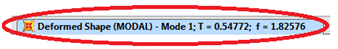 Deformed Shape (MODAL) - Mode 1; T = 0.54772; f = 1.82576